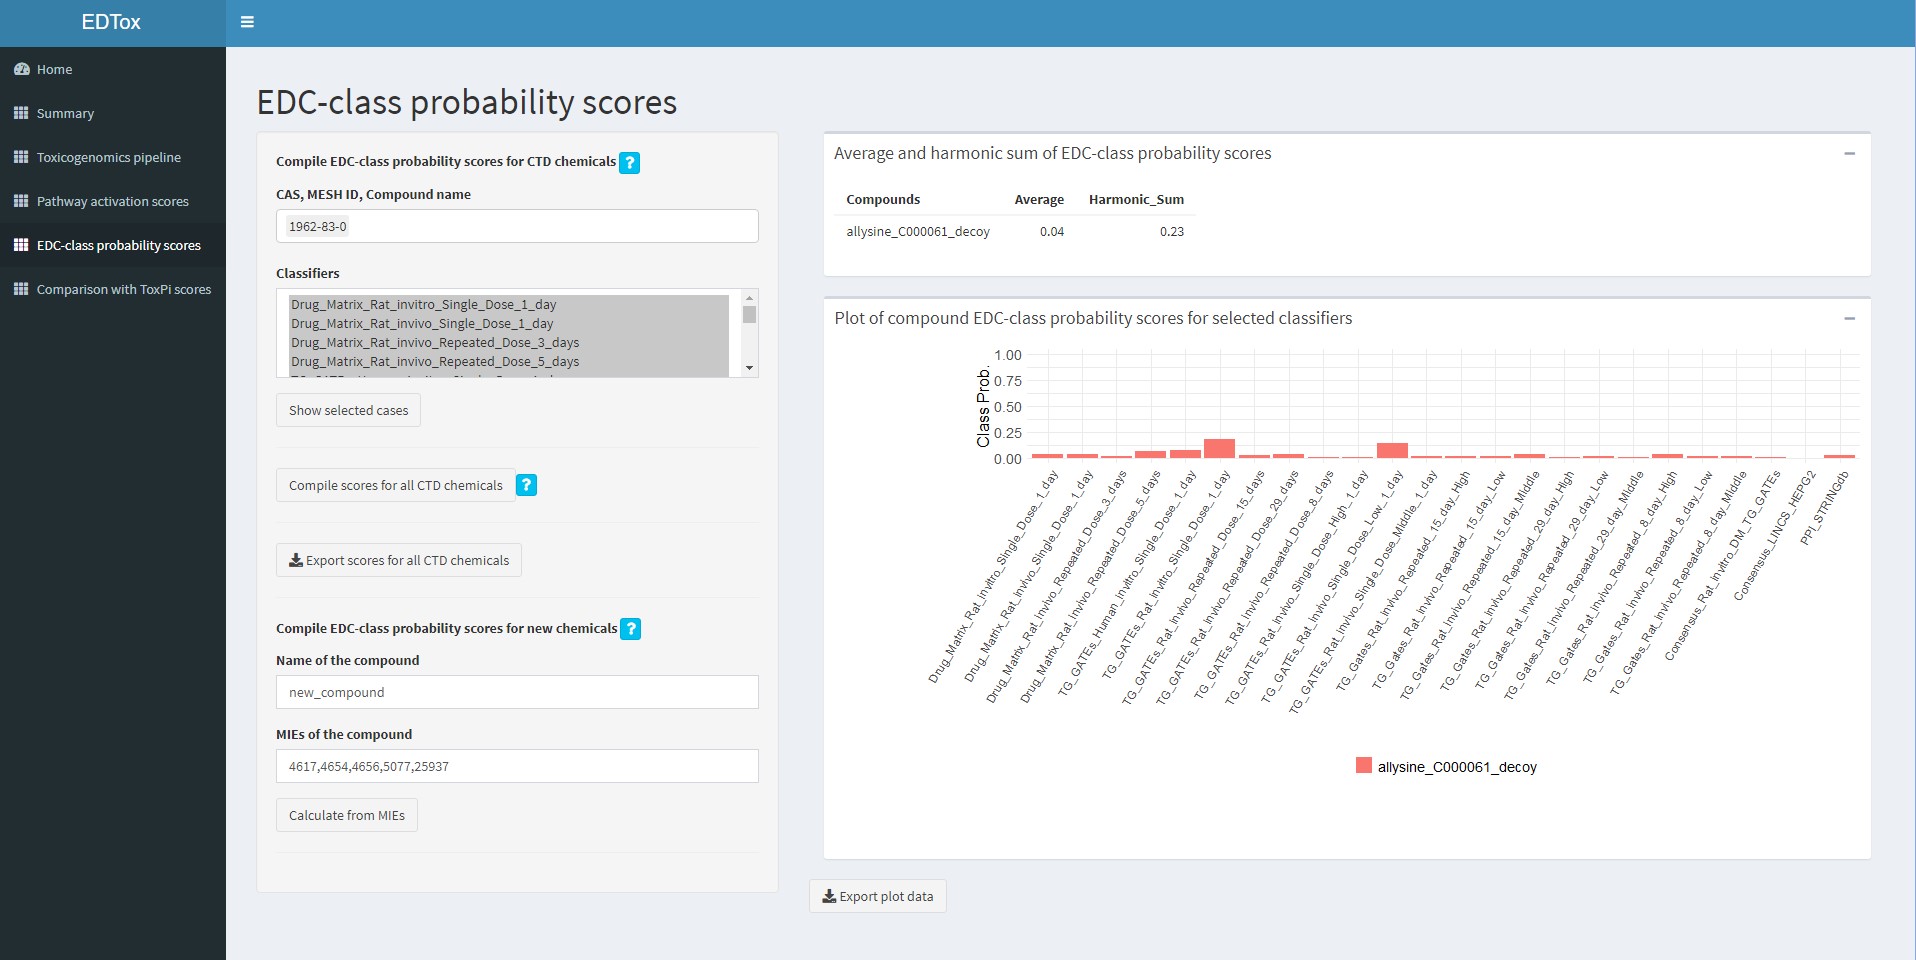 EDTox
Home
Summary
Toxicogenomics pipeline
Pathway activation scores
EDC-class probability scores
Comparison with ToxPi scores
EDC-class probability scores
Compile EDC-class probability scores for CTD chemicals ?
CAS, MESH ID, Compound name
1962-83-0
Classifiers
Drug_Matrix_Rat_invitro_Single_Dose_1_day
Drug_Matrix_Rat_invivo_Single_Dose_1_day
Drug_Matrix_Rat_invivo_Repeated_Dose_3_days
Drug_Matrix_Rat_invivo_Repeated_Dose_5_days
Show selected cases
Compile scores for all CTD chemicals ?
Export scores for all CTD chemicals
Compile EDC-class probability scores for new chemicals ?
Name of the compound
new_compound
MIEs of the compound
4617,4654,4656,5077,25937
Calculate from MIEs
Average and harmonic sum of EDC-class probability scores
Compounds Average Harmonic_Sum
allysine_C000061_decoy 0.04 0.23
Plot of compound EDC-class probability scores for selected classifiers
Class Prob.
1.00
0.75
0.50
0.25
0.00
Drug_Matrix_Rat_invitro_Single_Dose_1_day
Drug_Matrix_Rat_invivo_Single_Dose_1_day
Drug_Matrix_Rat_invivo_Repeated_Dose_3_days
Drug_Matrix_Rat_invivo_Repeated_Dose_5_days
TG_GATEs_Human_invitro_Single_Dose_1_day
TG_GATEs_Rat_invitro_Single_Dose_1_day
TG_GATEs_Rat_invivo_Repeated_Dose_15_days
TG_GATEs_Rat_invivo_Repeated_Dose_29_days
TG_GATEs_Rat_invivo_Repeated_Dose_8_days
TG_GATEs_Rat_invivo_Single_Dose_High_1_day
TG_GATEs_Rat_invivo_Single_Dose_Low_1_day
TG_GATEs_Rat_invivo_Single_Dose_Middle_1_day
TG_Gates_Rat_invivo_Repeated_15_day_High
TG_Gates_Rat_invivo_Repeated_15_day_Low
TG_Gates_Rat_invivo_Repeated_15_day_Middle
TG_Gates_Rat_invivo_Repeated_29_day_High
TG_Gates_Rat_invivo_Repeated_29_day_Low
TG_Gates_Rat_invivo_Repeated_29_day_Middle
TG_Gates_Rat_invivo_Repeated_8_day_High
TG_Gates_Rat_invivo_Repeated_8_day_Low
TG_Gates_Rat_invivo_Repeated_8_day_Middle
Consensus_Rat_invitro_DM_TG_GATEs
Consensus_LINCS_HEPG2
PPI_STRINGdb
allysine_C000061_decoy
Export plot data